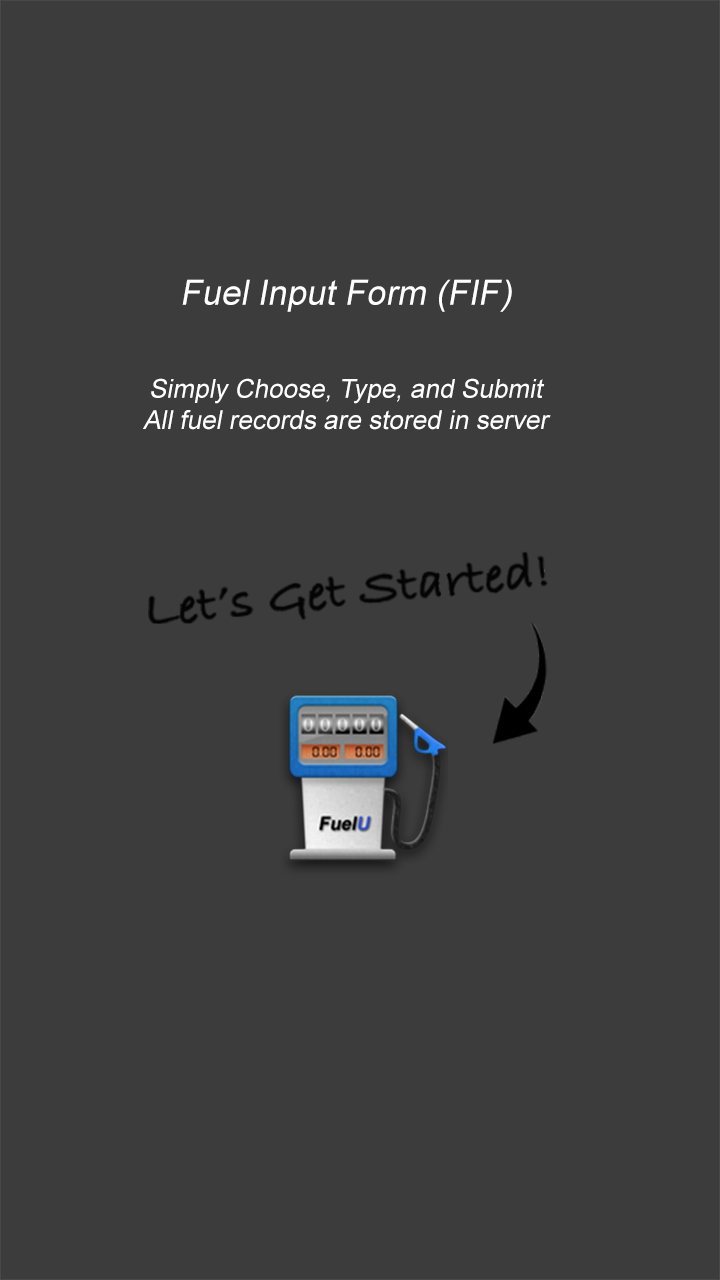 Fuel Input Form (FIF)
Simply Choose, Type, and Submit
All fuel records are stored in server
Let's Get Started!
00000
0.00 0.00
FuelU